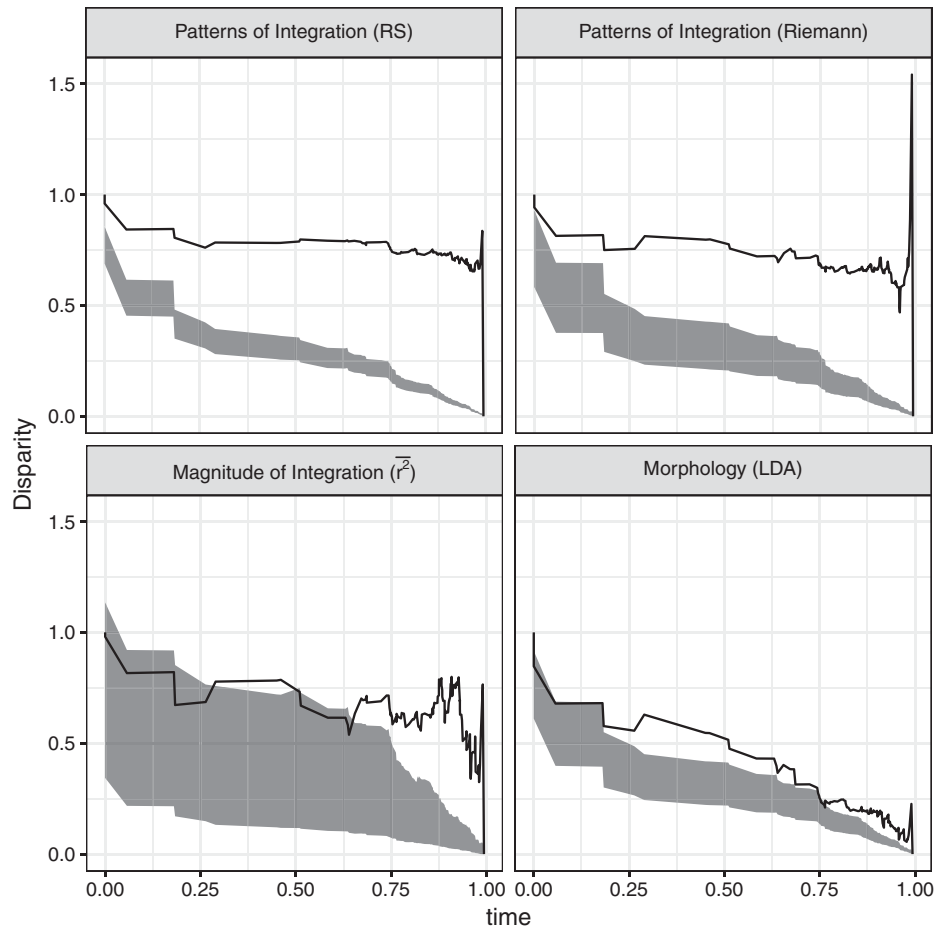 Patterns of Integration (RS)
Patterns of Integration (Riemann)
1.5
1.0
0.5
0.0
Disparity
Magnitude of Integration (r̅²)
Morphology (LDA)
1.5
1.0
0.5
0.0
0.00 0.25 0.50 0.75 1.00
0.00 0.25 0.50 0.75 1.00
time